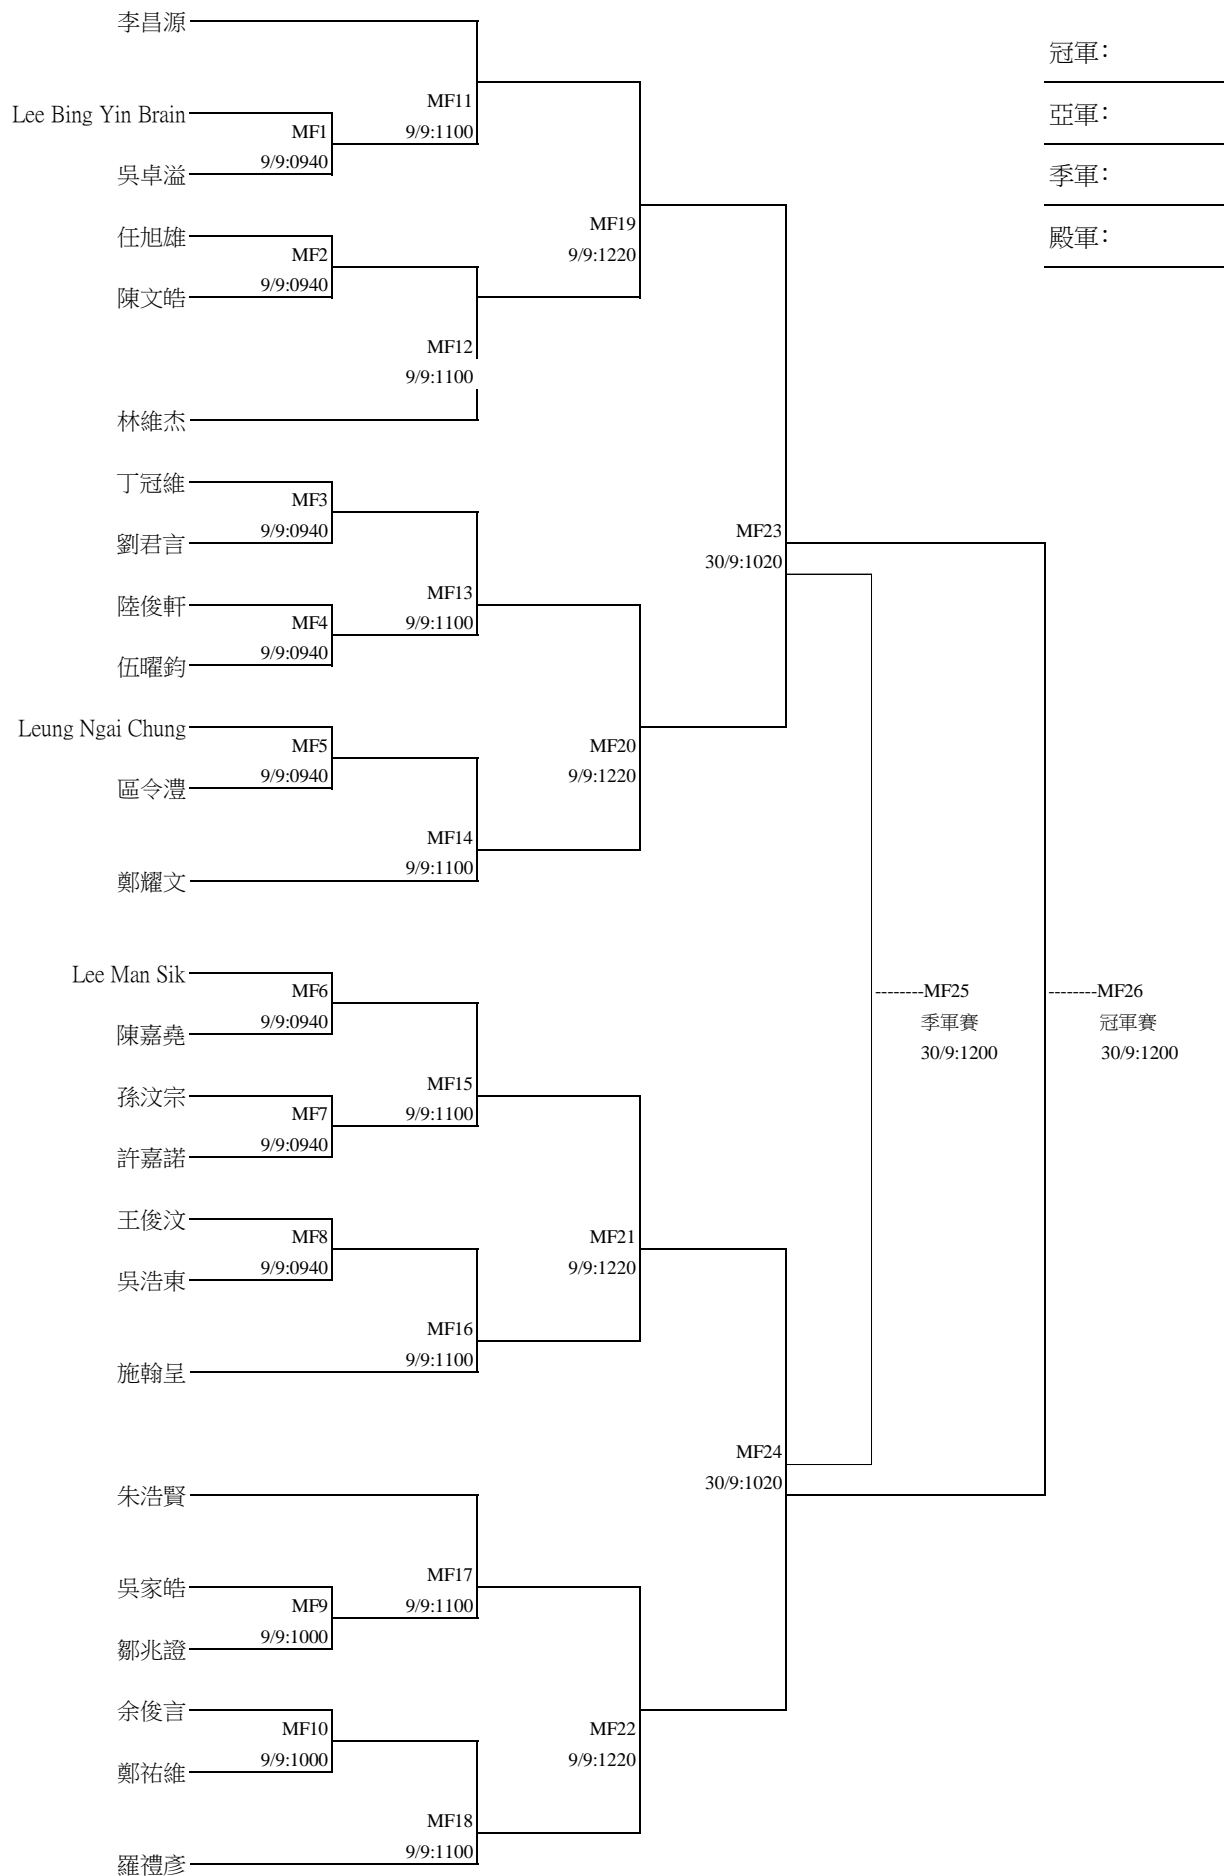 李昌源
冠軍：
MF11
Lee Bing Yin Brain
亞軍：
MF1
9/9:1100
9/9:0940
吳卓溢
季軍：
MF19
任旭雄
殿軍：
MF2
9/9:1220
9/9:0940
陳文皓
MF12
9/9:1100
林維杰
丁冠維
MF3
9/9:0940
MF23
劉君言
30/9:1020
MF13
陸俊軒
MF4
9/9:1100
9/9:0940
伍曜鈞
Leung Ngai Chung
MF5
MF20
9/9:0940
9/9:1220
區令澧
MF14
9/9:1100
鄭耀文
Lee Man Sik
MF6
--------MF25
--------MF26
9/9:0940
季軍賽
冠軍賽
陳嘉堯
30/9:1200
30/9:1200
MF15
孫汶宗
MF7
9/9:1100
9/9:0940
許嘉諾
王俊汶
MF8
MF21
9/9:0940
9/9:1220
吳浩東
MF16
9/9:1100
施翰呈
MF24
30/9:1020
朱浩賢
MF17
吳家皓
MF9
9/9:1100
9/9:1000
鄒兆證
余俊言
MF10
MF22
9/9:1000
9/9:1220
鄭祐維
MF18
9/9:1100
羅禮彥